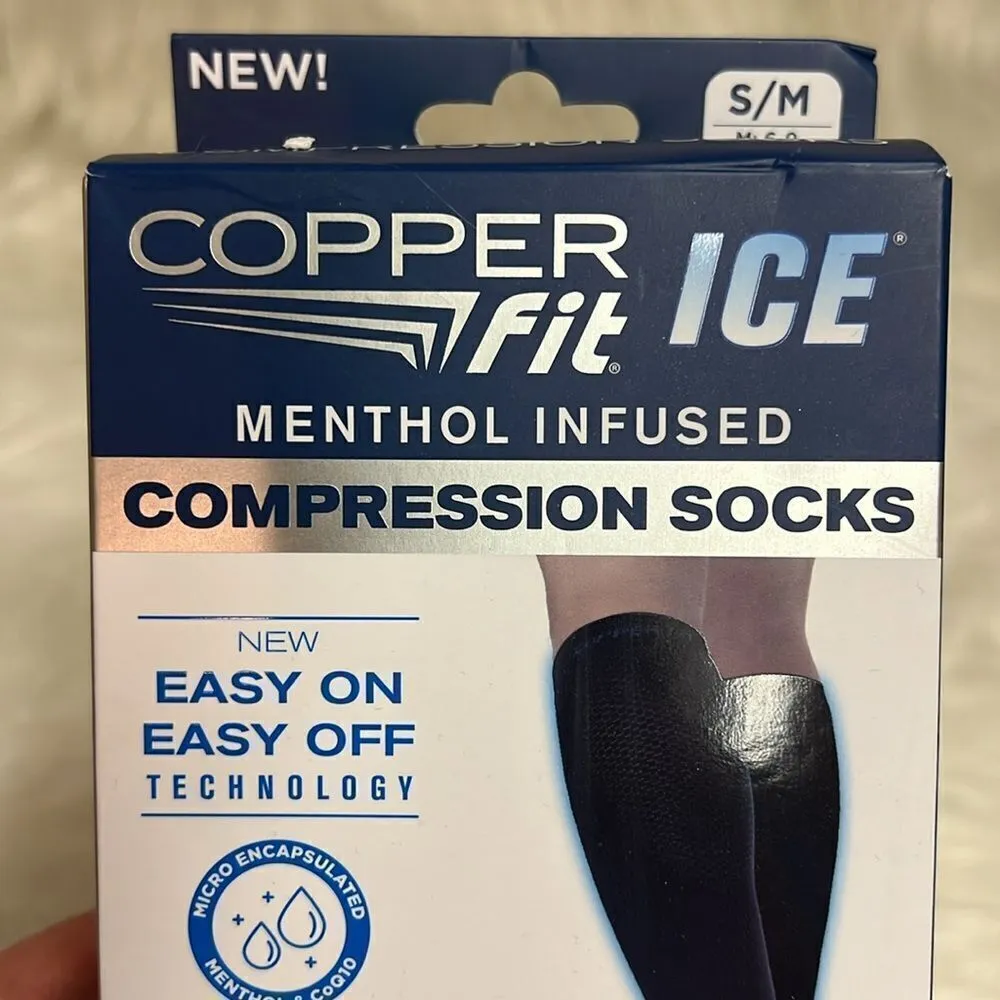 NEW!
S/M
COPPER
fit®
ICE®
MENTHOL INFUSED
COMPRESSION SOCKS
NEW
EASY ON
EASY OFF
TECHNOLOGY
MICRO ENCAPSULATED
MENTHOL & CoQ10